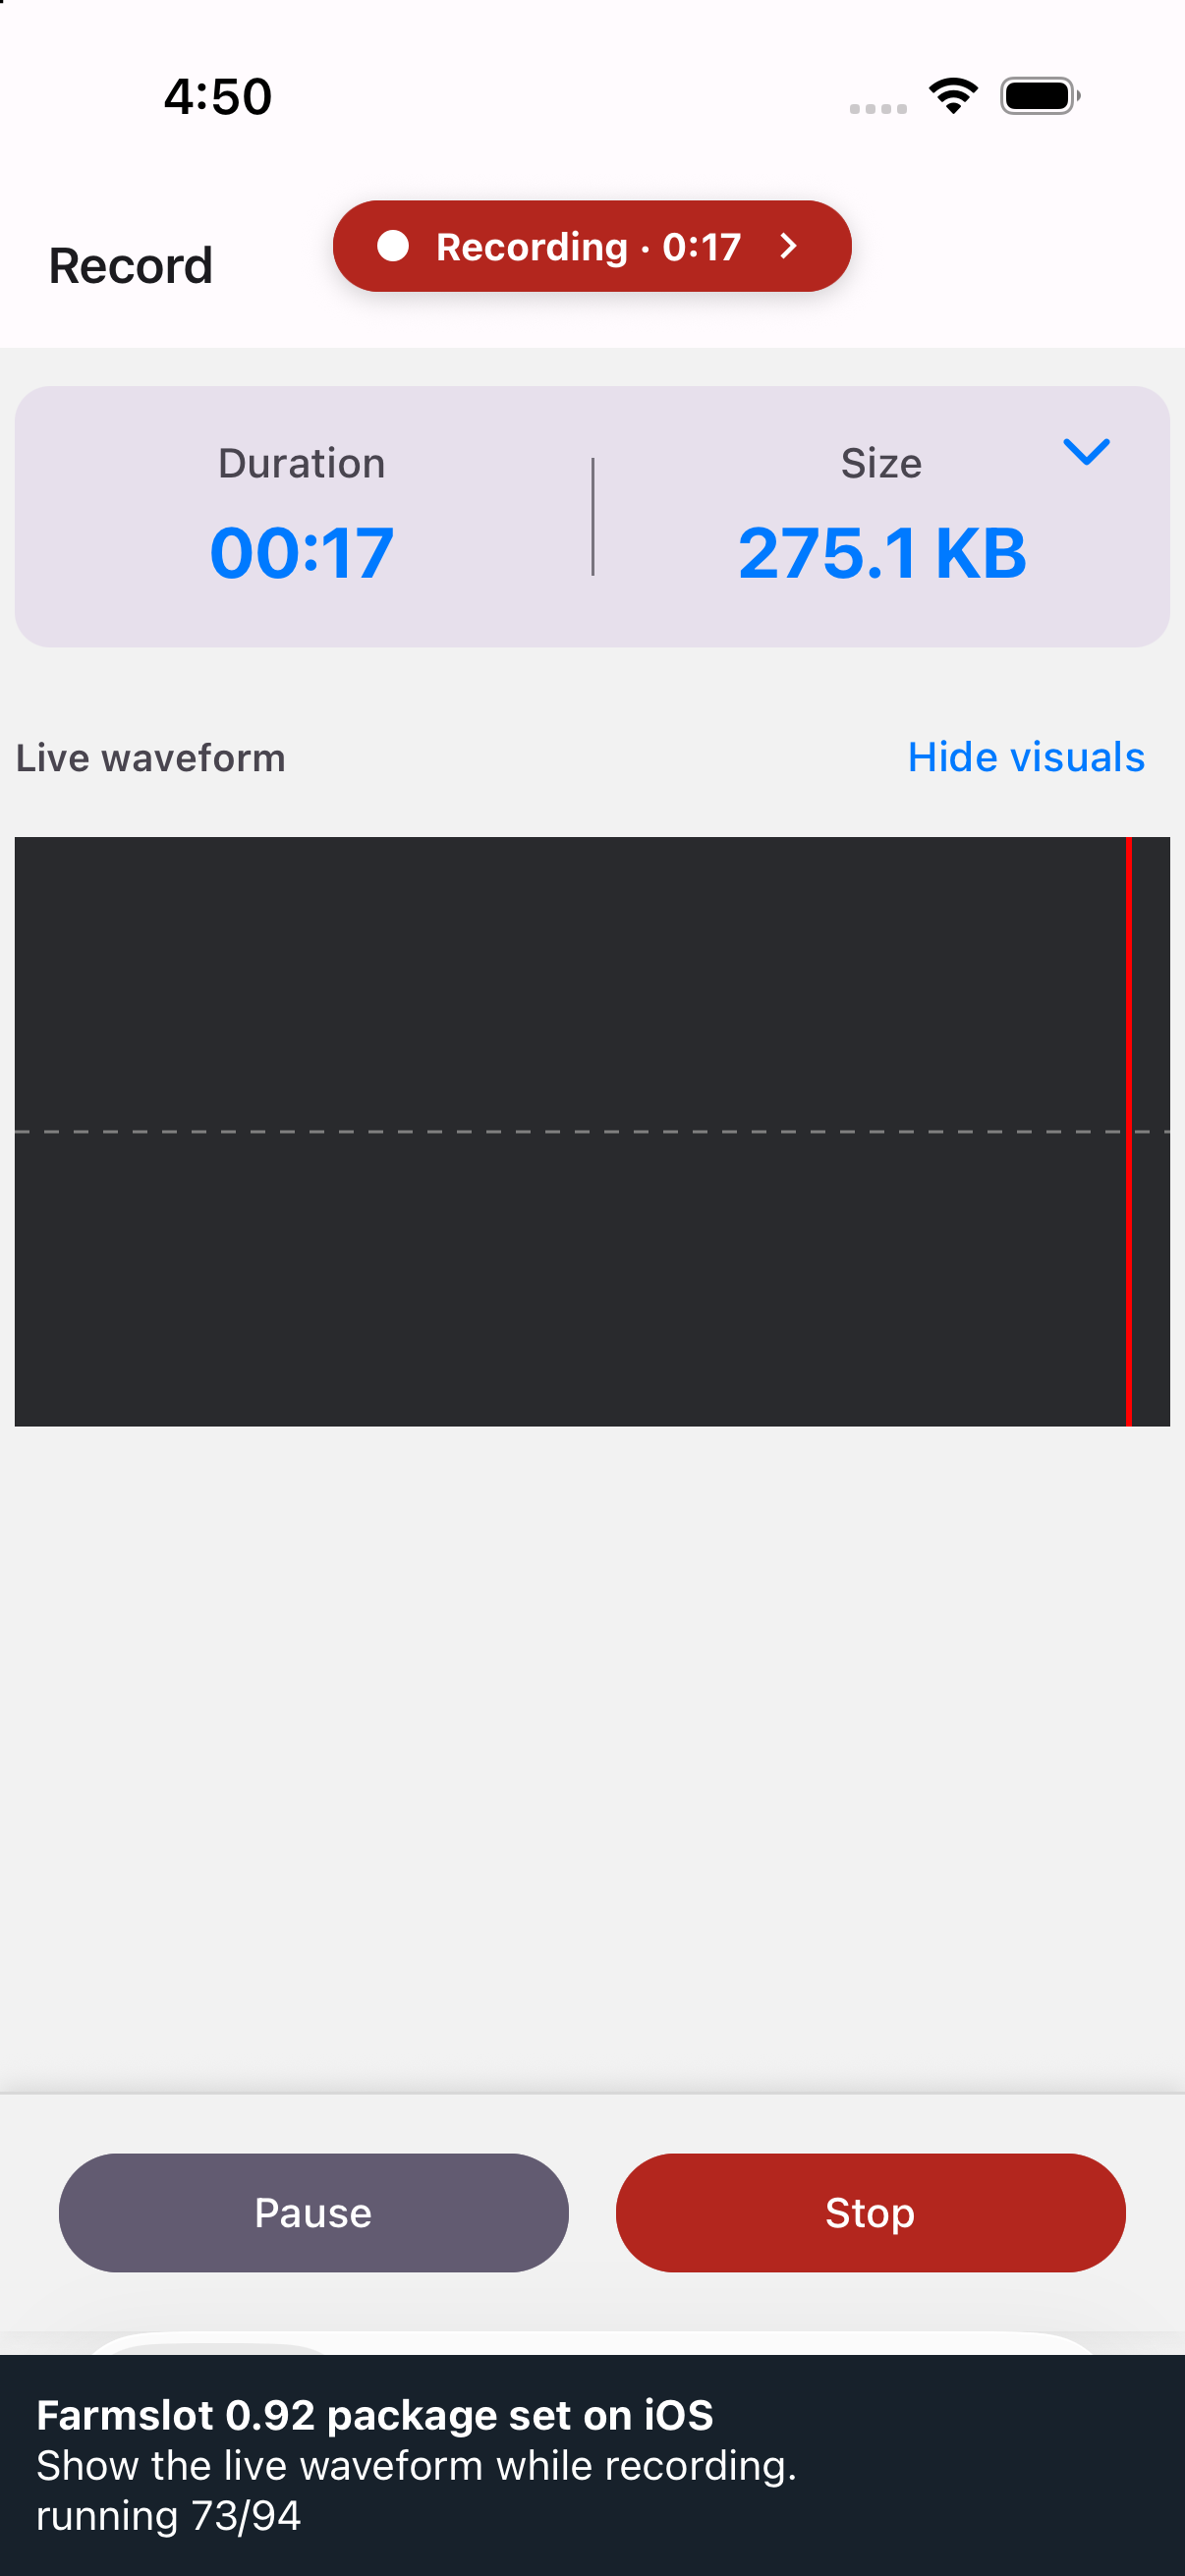 4:50
Record
Recording · 0:17
Duration
Size
00:17
275.1 KB
Live waveform
Hide visuals
Pause
Stop
Farmslot 0.92 package set on iOS
Show the live waveform while recording.
running 73/94